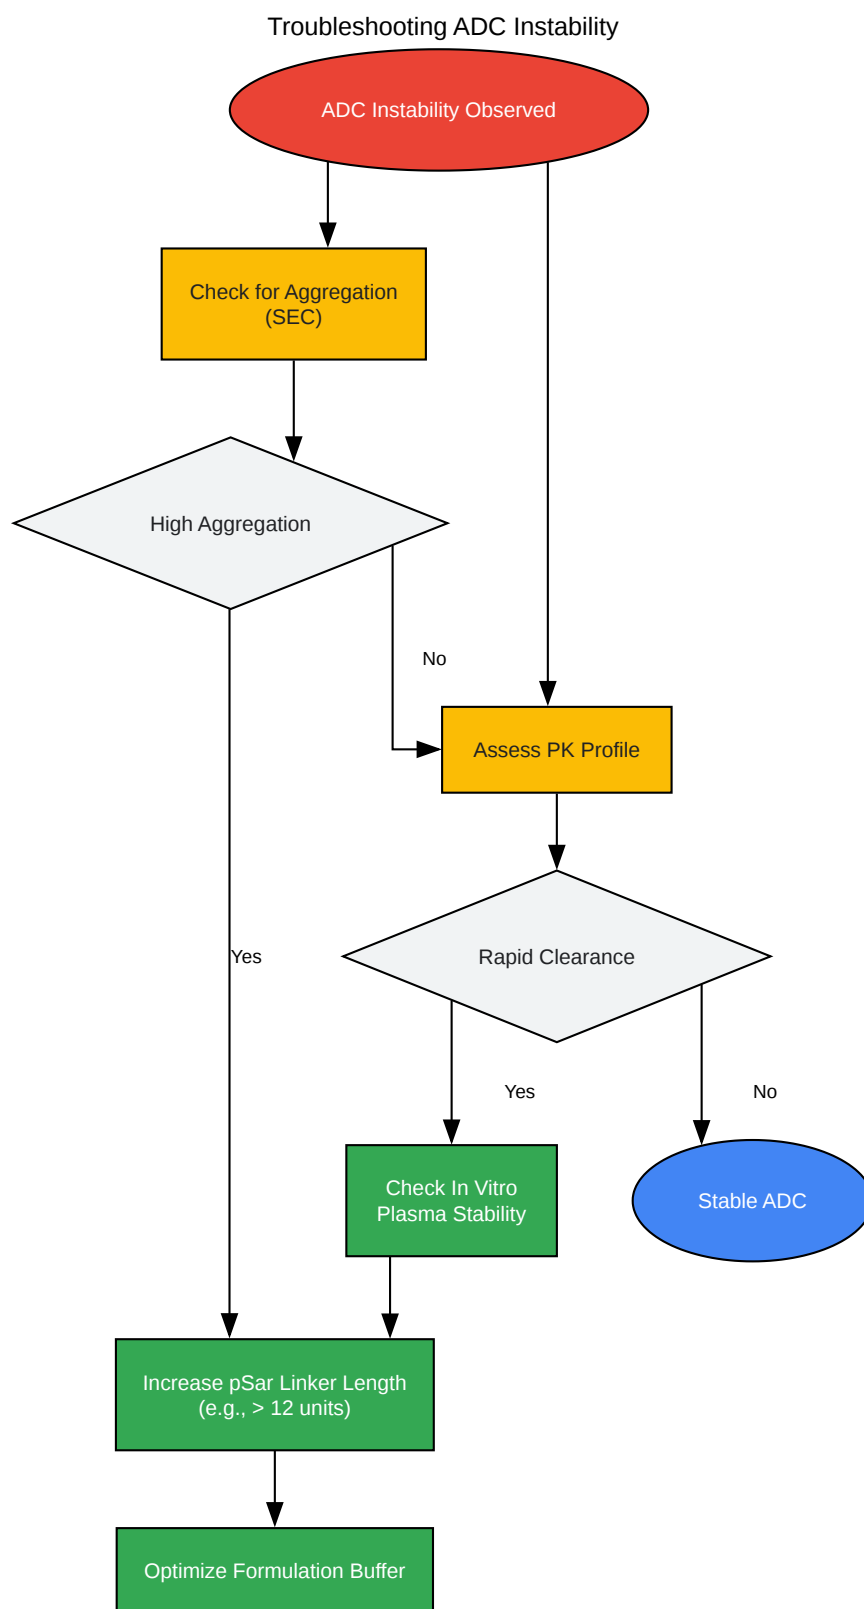 Troubleshooting ADC Instability
ADC Instability Observed
Check for Aggregation
(SEC)
High Aggregation
No
Assess PK Profile
Yes
Rapid Clearance
Yes
No
Check In Vitro
Plasma Stability
Stable ADC
Increase pSar Linker Length
(e.g., > 12 units)
Optimize Formulation Buffer